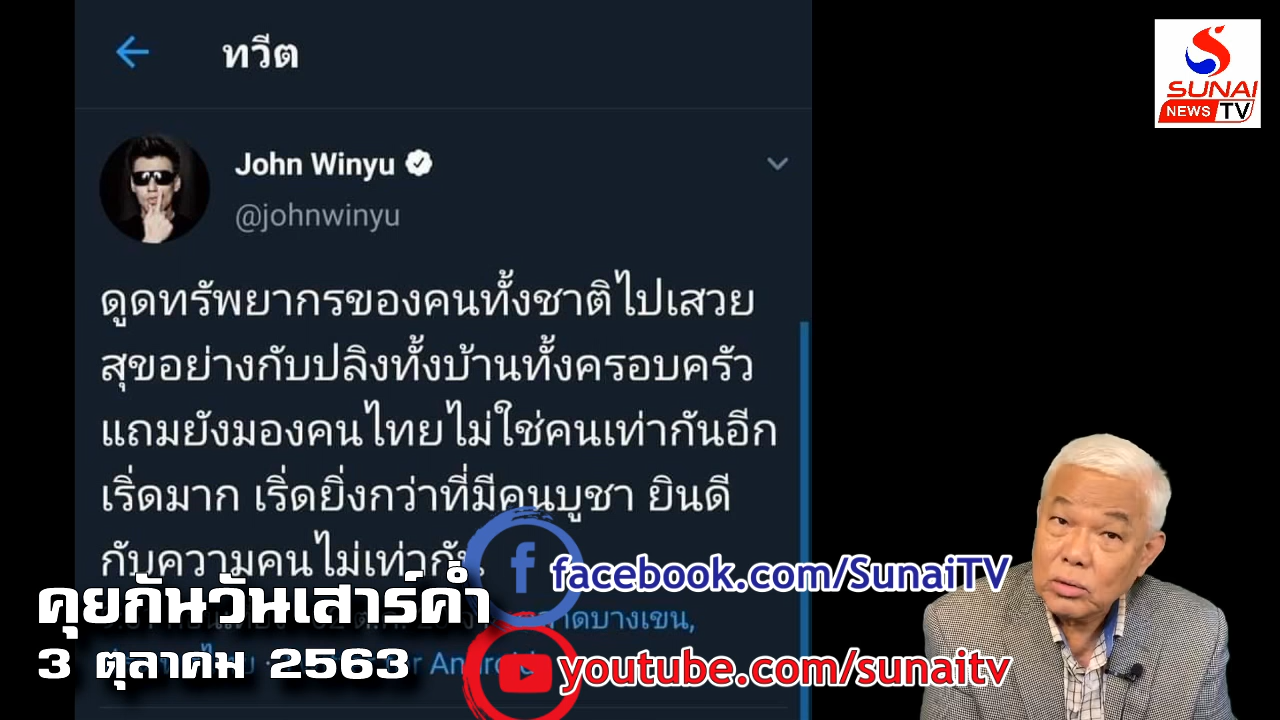 ทวีต
SUNAI
NEWS TV
John Winyu
@johnwinyu
ดูดทรัพยากรของคนทั้งชาติไปเสวย
สุขอย่างกับปลิงทั้งบ้านทั้งครอบครัว
แถมยังมองคนไทยไม่ใช่คนเท่ากันอีก
เริ่ดมาก เริ่ดยิ่งกว่าที่มีคนบูชา ยินดี
กับความคนไม่เท่ากัน
facebook.com/SunaiTV
คุยกันวันเสาร์ค่ำ
บางเขน,
3 ตุลาคม 2563
youtube.com/sunaitv